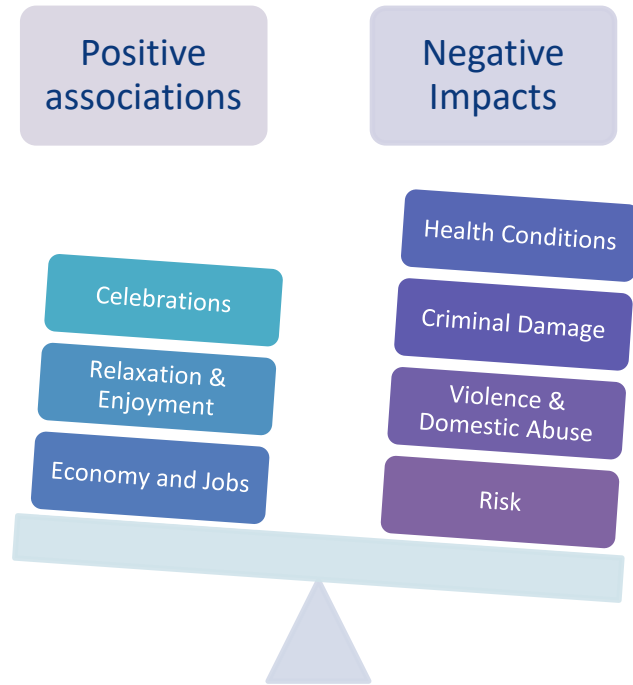 Positive
associations
Negative
Impacts
Celebrations
Relaxation &
Enjoyment
Economy and Jobs
Health Conditions
Criminal Damage
Violence &
Domestic Abuse
Risk